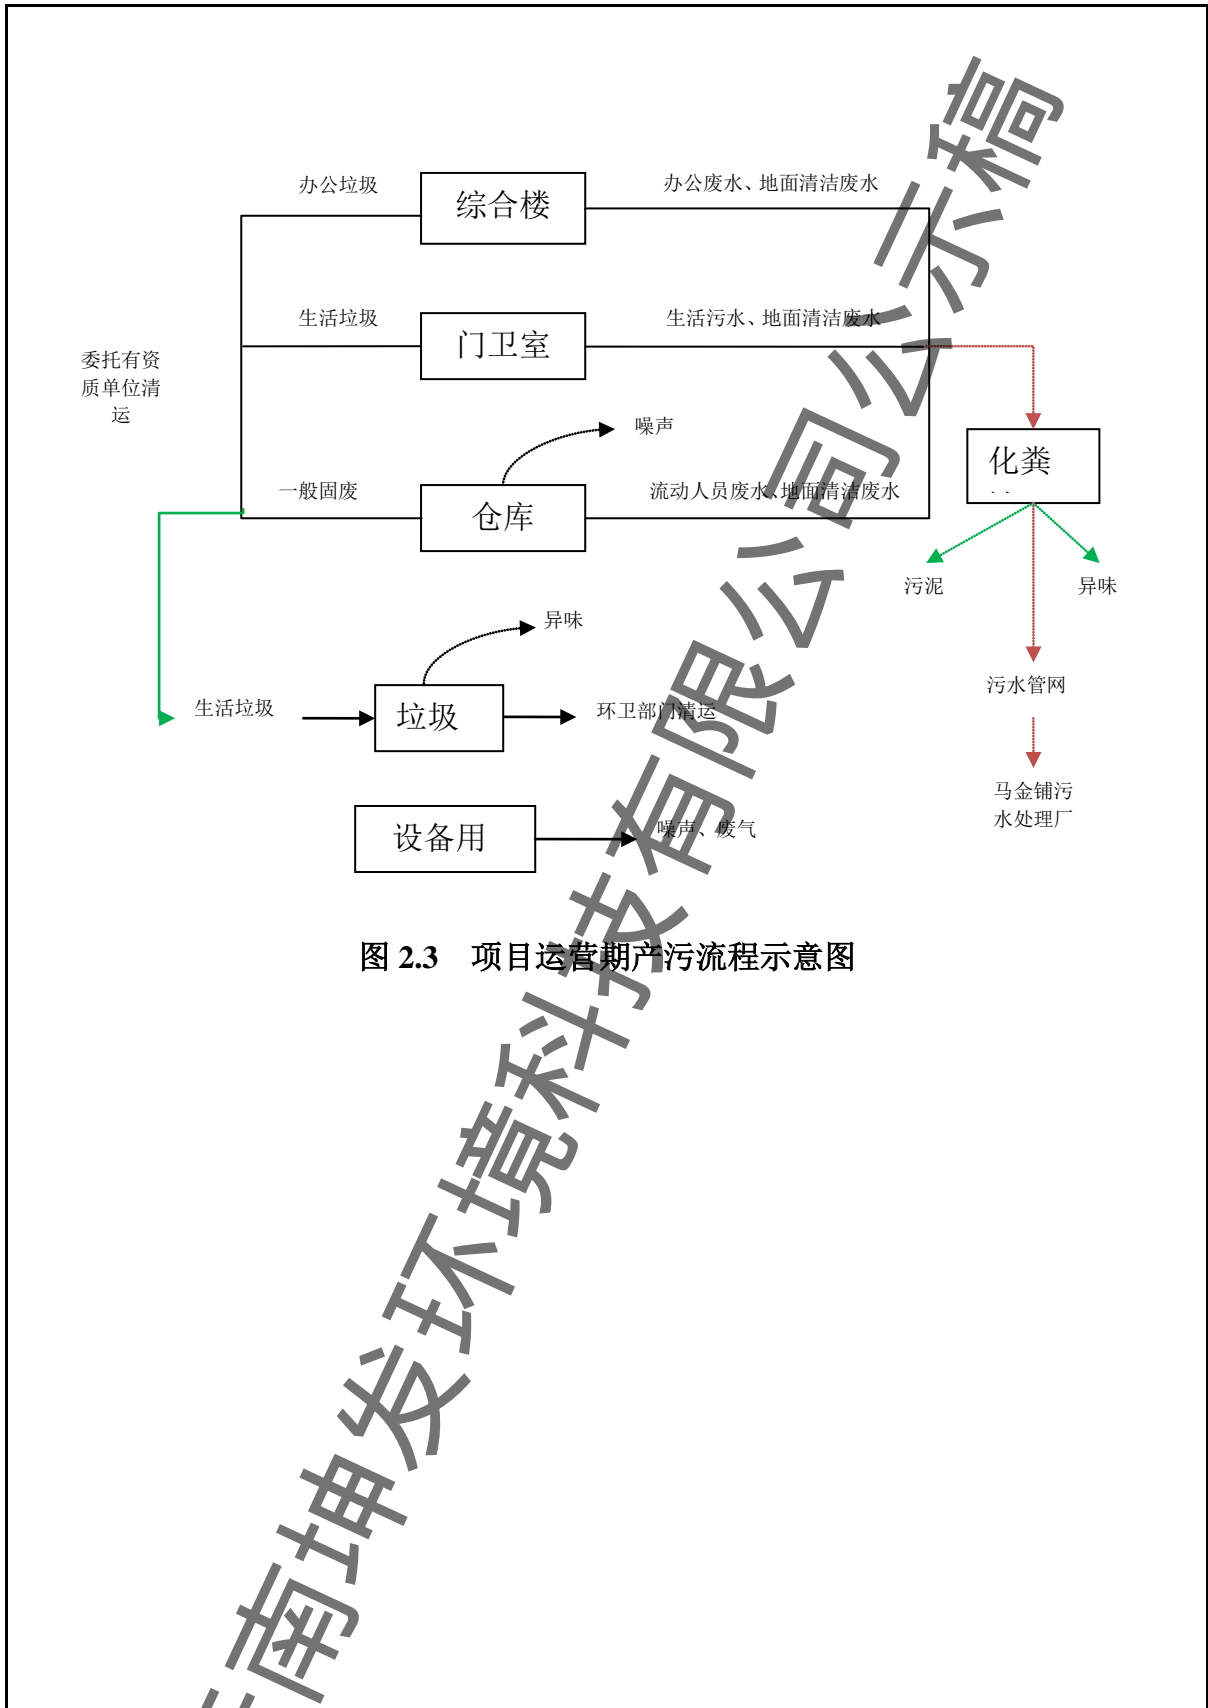 办公垃圾
综合楼
办公废水、地面清洁废水
生活垃圾
门卫室
生活污水、地面清洁废水
委托有资
质单位清
运
噪声
化粪
一般固废
仓库
流动人员废水、地面清洁废水
污泥
异味
异味
生活垃圾
垃圾
环卫部门清运
污水管网
马金铺污
水处理厂
设备用
噪声、废气
图 2.3 项目运营期产污流程示意图
南坤发环境科技有限公司公示稿